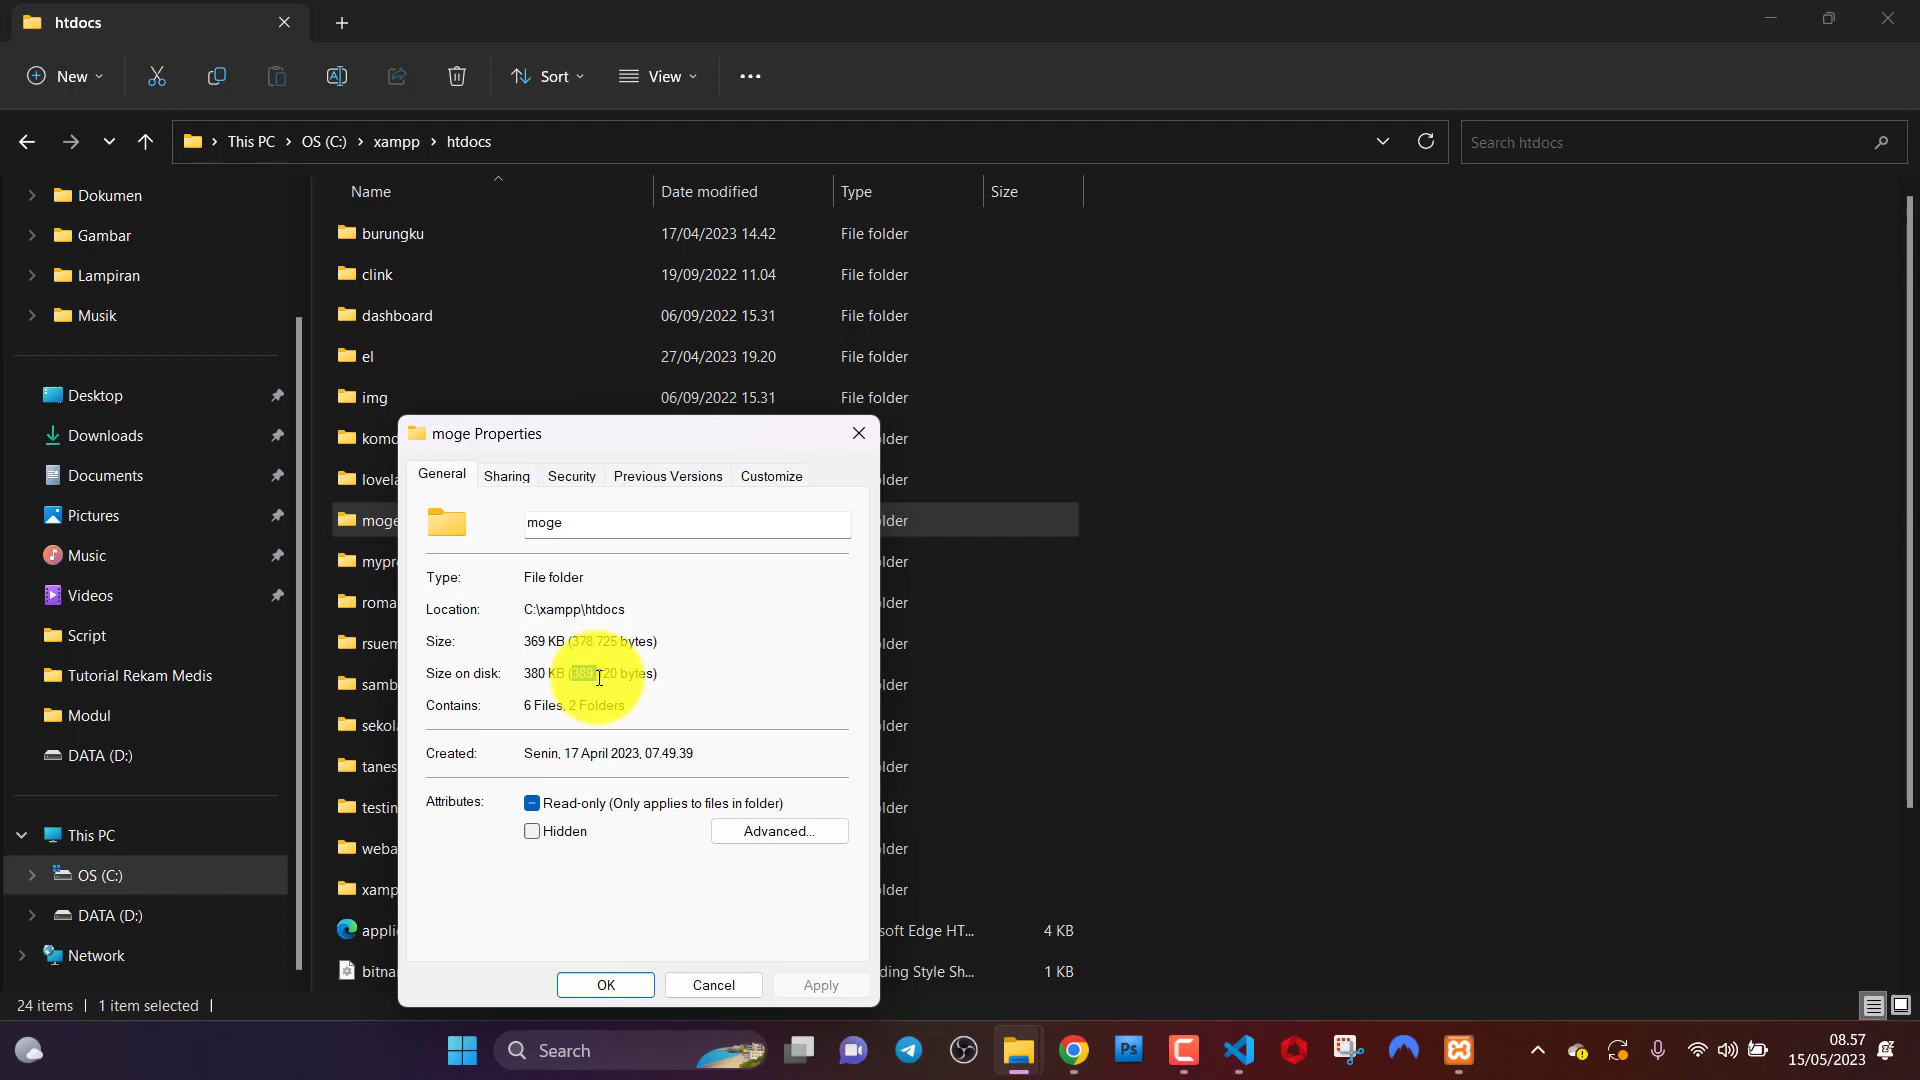 htdocs
New
Sort
View
This PC
OS (C:)
xampp
htdocs
Search htdocs
Dokumen
Gambar
Lampiran
Musik
Desktop
Downloads
Documents
Pictures
Music
Videos
Script
Tutorial Rekam Medis
Modul
DATA (D:)
This PC
OS (C:)
DATA (D:)
Network
Name Date modified Type Size
burungku 17/04/2023 14.42 File folder
clink 19/09/2022 11.04 File folder
dashboard 06/09/2022 15.31 File folder
el 27/04/2023 19.20 File folder
img 06/09/2022 15.31 File folder
moge Properties
General Sharing Security Previous Versions Customize
moge
Type: File folder
Location: C:\xampp\htdocs
Size: 369 KB (378.725 bytes)
Size on disk: 380 KB (389.120 bytes)
Contains: 6 Files, 2 Folders
Created: Senin, 17 April 2023, 07.49.39
Attributes: Read-only (Only applies to files in folder)
Hidden Advanced...
OK Cancel Apply
4 KB
1 KB
24 items 1 item selected
Search
Ps
08.57
15/05/2023